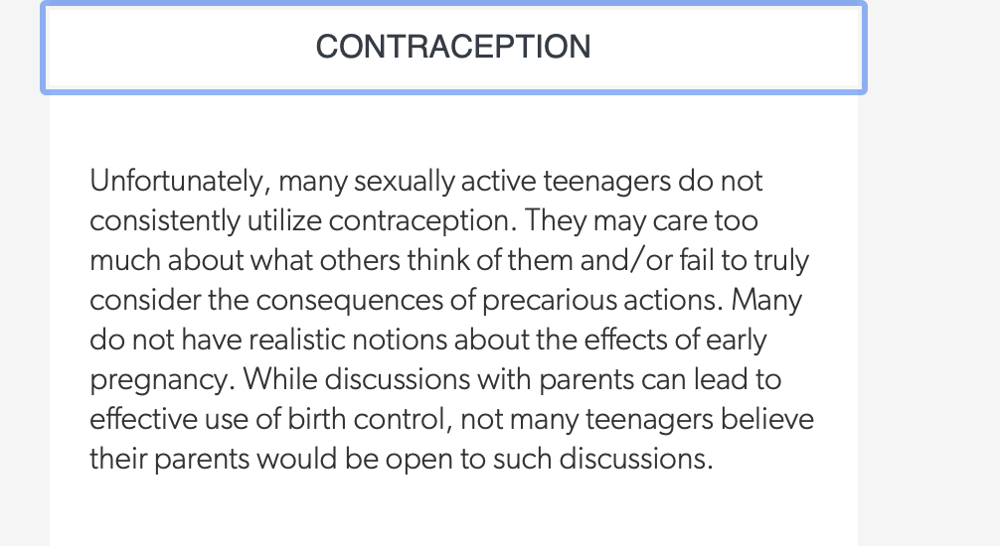 CONTRACEPTION
Unfortunately, many sexually active teenagers do not
consistently utilize contraception. They may care too
much about what others think of them and/or fail to truly
consider the consequences of precarious actions. Many
do not have realistic notions about the effects of early
pregnancy. While discussions with parents can lead to
effective use of birth control, not many teenagers believe
their parents would be open to such discussions.